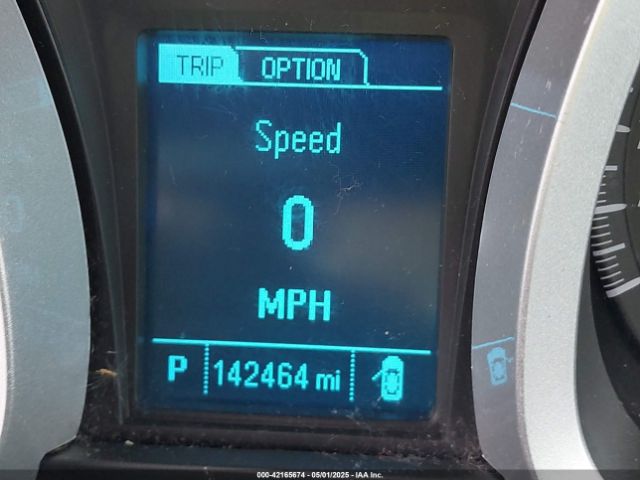 TRIP OPTION
Speed
0
MPH
P 142464 mi
000-42165674 - 05/01/2025 - IAA Inc.